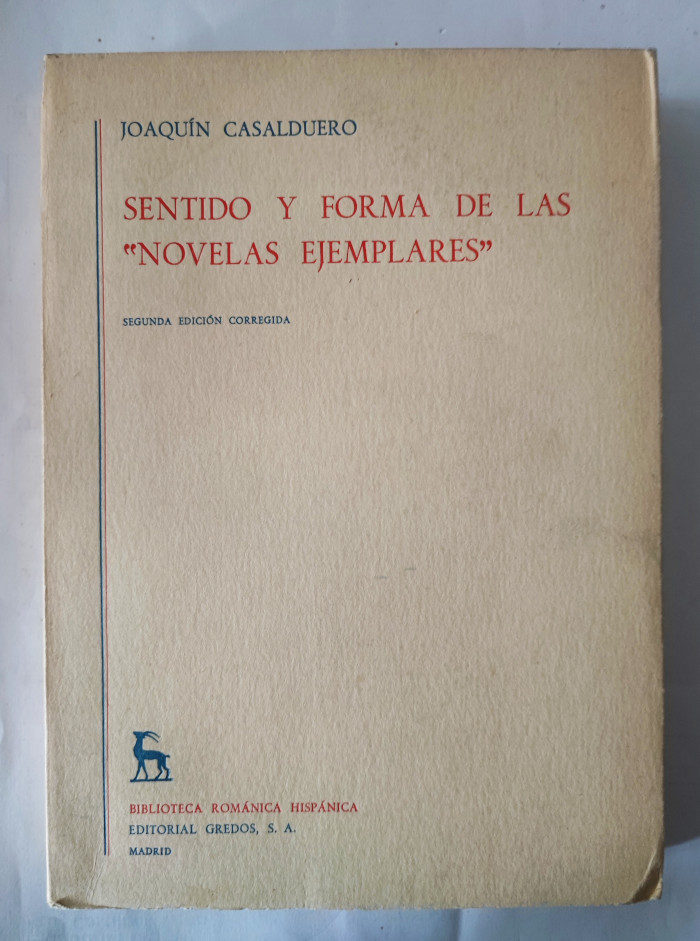 JOAQUÍN CASALDUERO
SENTIDO Y FORMA DE LAS
“NOVELAS EJEMPLARES”
SEGUNDA EDICIÓN CORREGIDA
BIBLIOTECA ROMÁNICA HISPÁNICA
EDITORIAL GREDOS, S. A.
MADRID